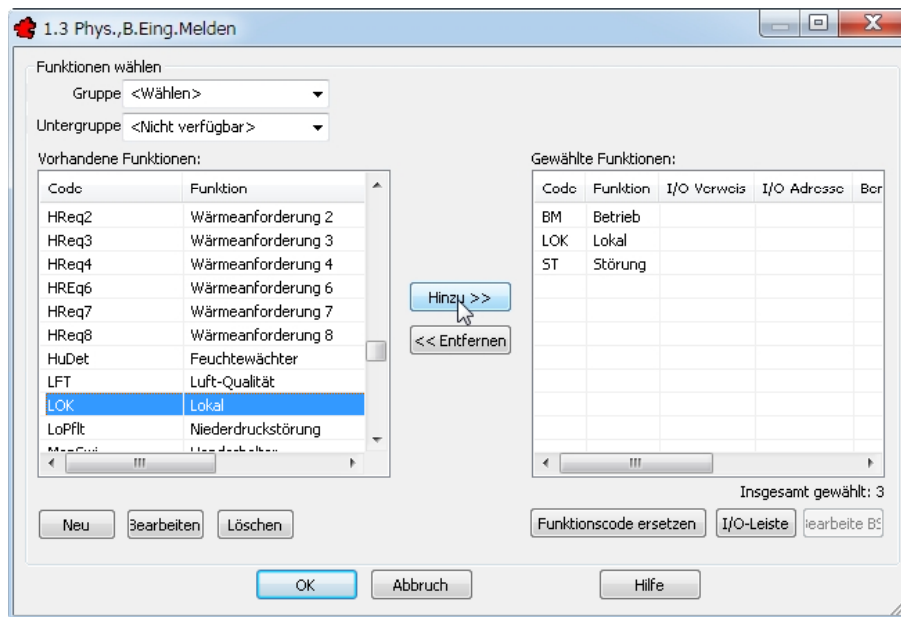 1.3 Phys.,B.Eing.Melden
Funktionen wählen
Gruppe <Wählen>
Untergruppe <Nicht verfügbar>
Vorhandene Funktionen:
Code Funktion
HReq2 Wärmeanforderung 2
HReq3 Wärmeanforderung 3
HReq4 Wärmeanforderung 4
HREq6 Wärmeanforderung 6
HReq7 Wärmeanforderung 7
HReq8 Wärmeanforderung 8
HuDet Feuchtewächter
LFT Luft-Qualität
LOK Lokal
LoPflt Niederdruckstörung
Hinzu >>
<< Entfernen
Gewählte Funktionen:
Code Funktion I/O Verweis I/O Adresse Ber
BM Betrieb
LOK Lokal
ST Störung
Insgesamt gewählt: 3
Neu Bearbeiten Löschen
Funktionscode ersetzen I/O-Leiste earbeite BS
OK Abbruch Hilfe